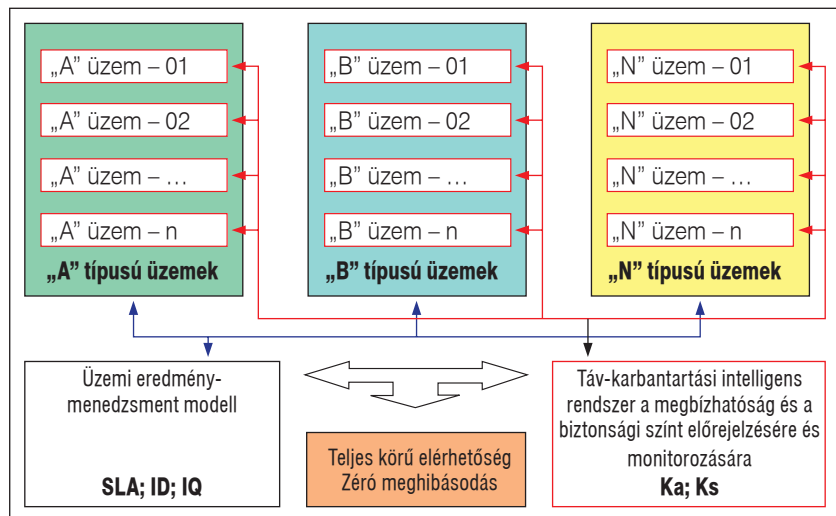 „A” üzem – 01
„A” üzem – 02
„A” üzem – ...
„A” üzem – n
„A” típusú üzemek
„B” üzem – 01
„B” üzem – 02
„B” üzem – ...
„B” üzem – n
„B” típusú üzemek
„N” üzem – 01
„N” üzem – 02
„N” üzem – ...
„N” üzem – n
„N” típusú üzemek
Üzemi eredmény-
menedzsment modell
SLA; ID; IQ
Teljes körű elérhetőség
Zéró meghibásodás
Táv-karbantartási intelligens
rendszer a megbízhatóság és a
biztonsági színt előrejelzésére és
monitorozására
Ka; Ks